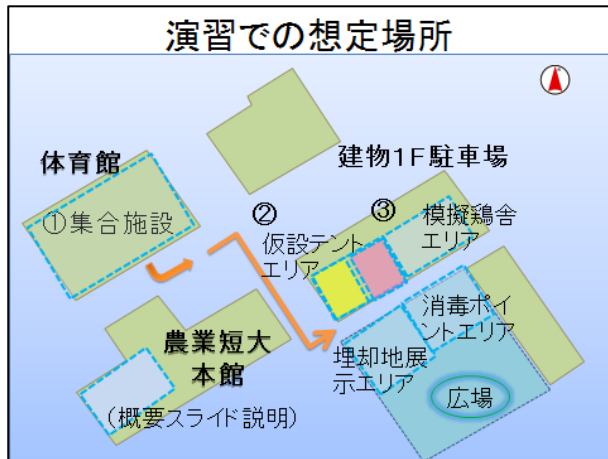 演習での想定場所
体育館
①集合施設
建物1F駐車場
②
仮設テント
エリア
③
模擬鶏舎
エリア
農業短大
本館
(概要スライド説明)
消毒ポイ
ントエリア
埋却地展
示エリア
広場